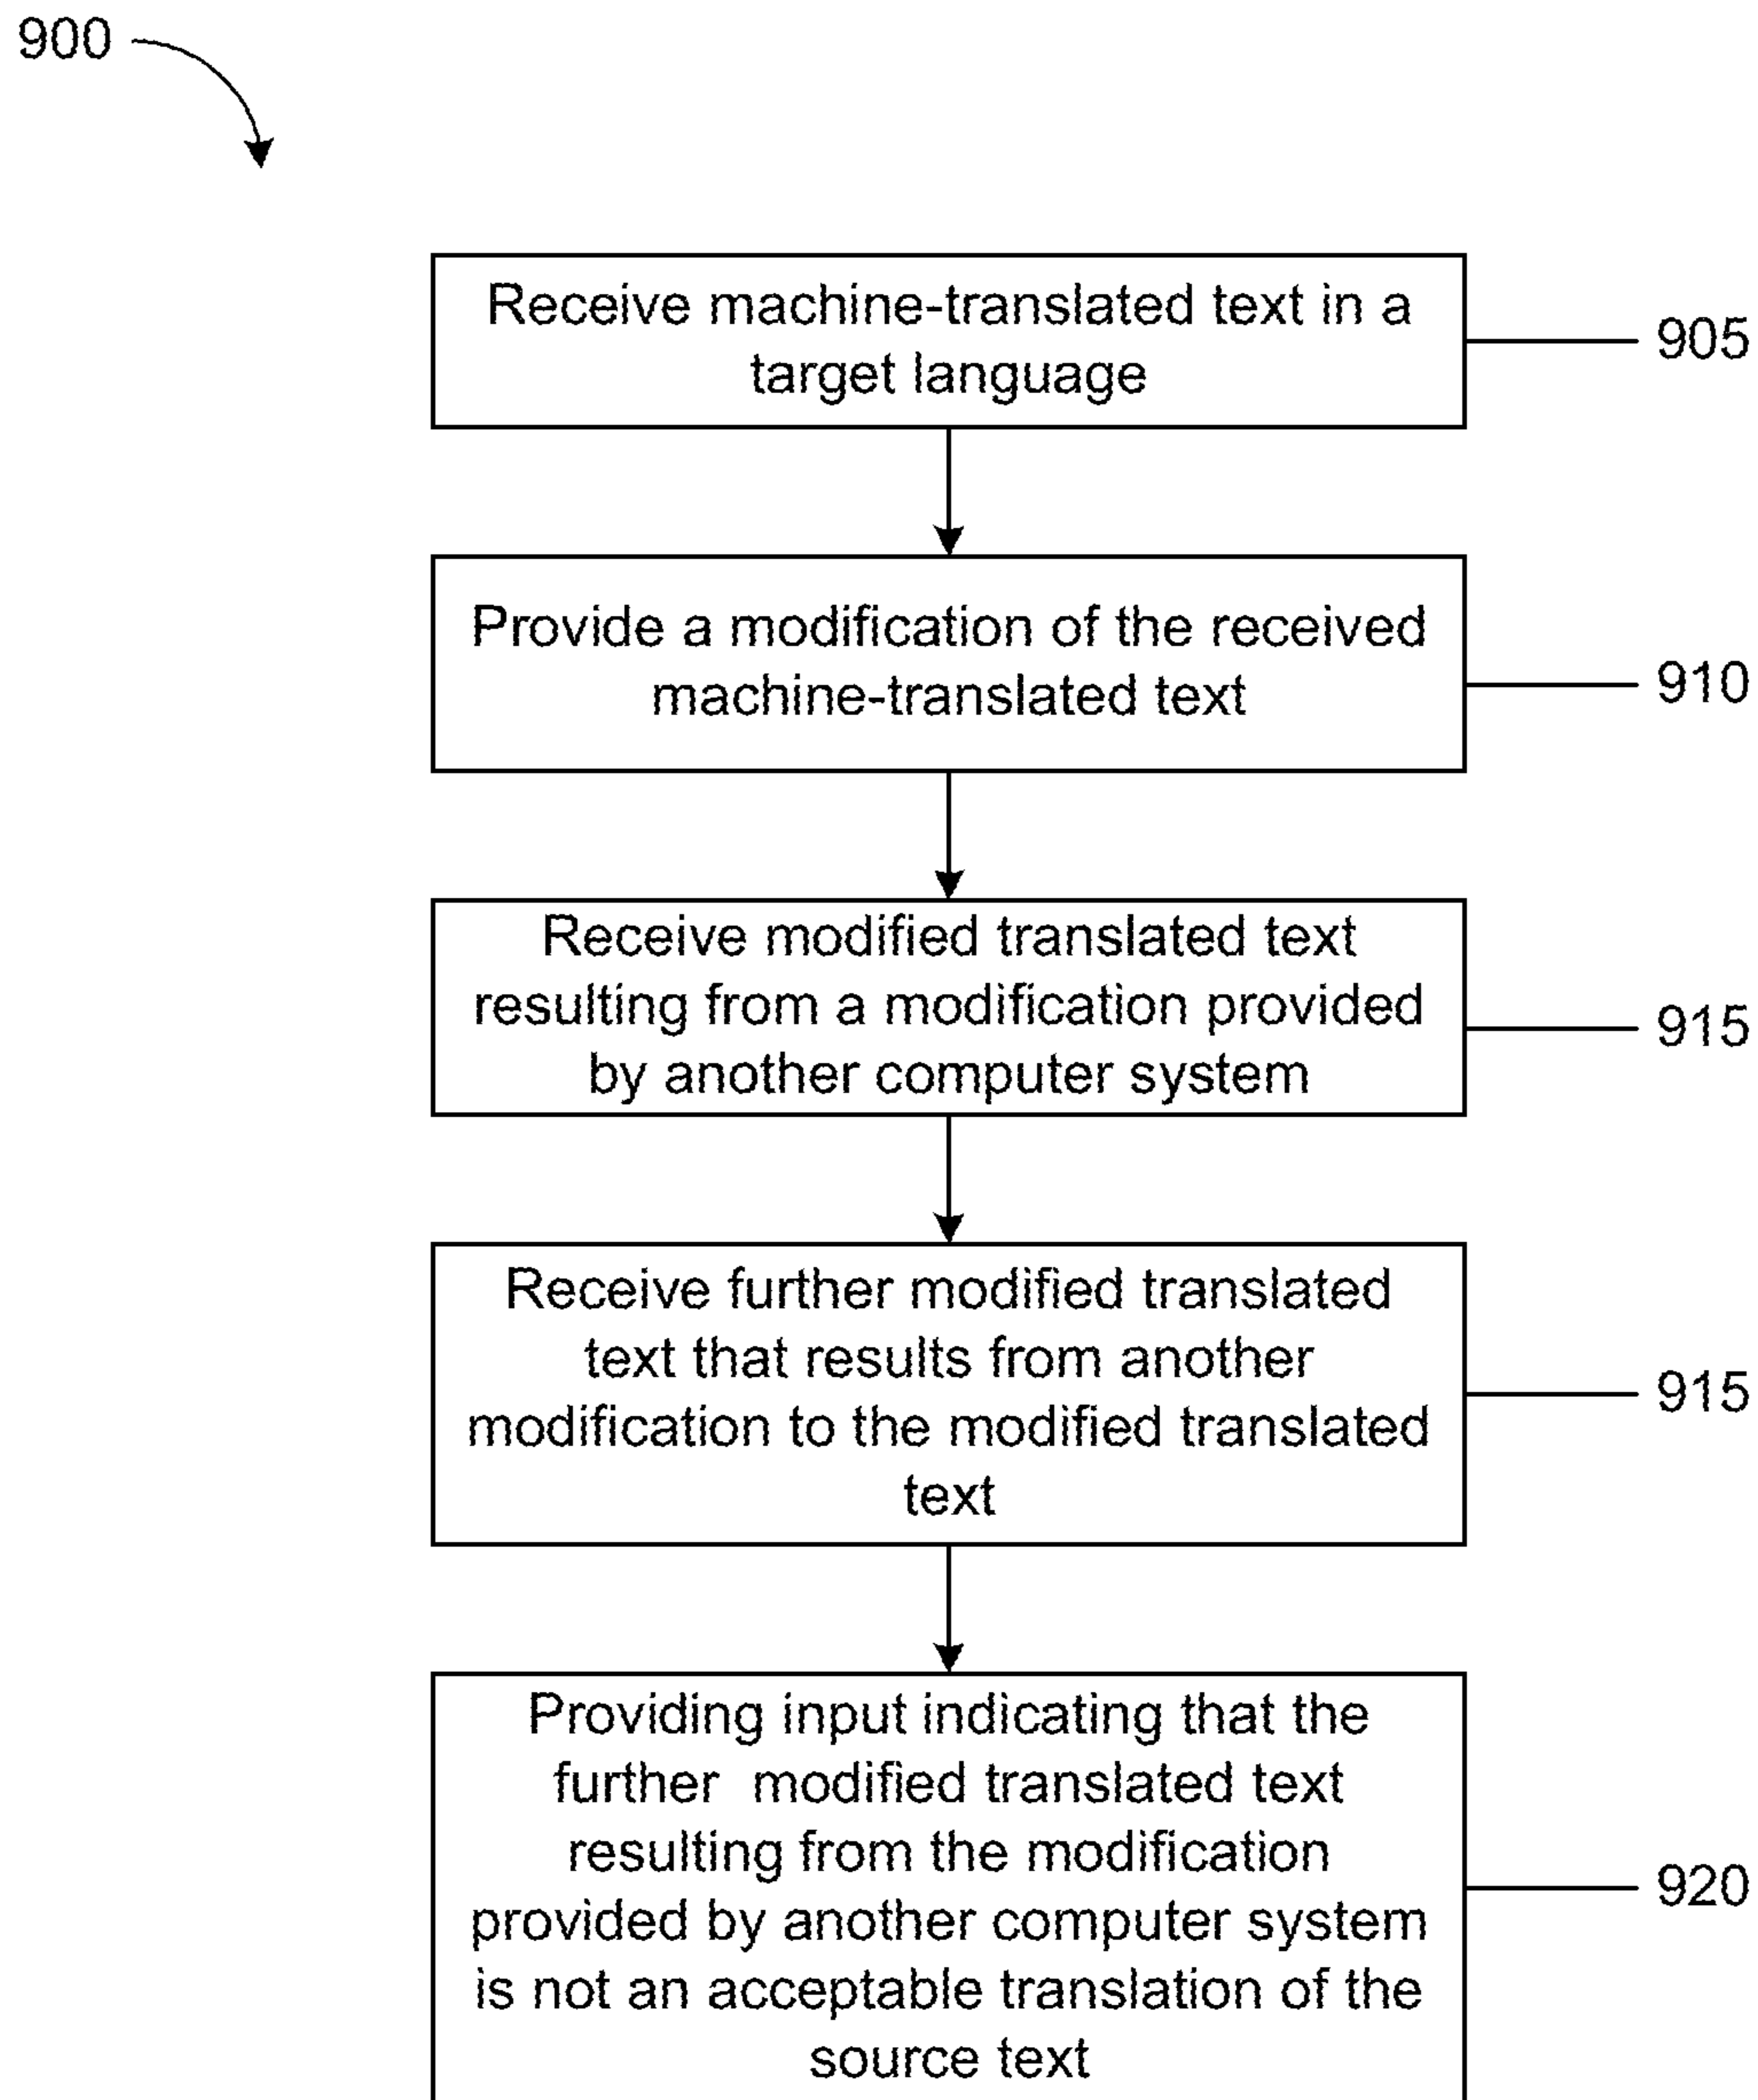 900
Receive machine-translated text in a
target language
905
Provide a modification of the received
machine-translated text
910
Receive modified translated text
resulting from a modification provided
by another computer system
915
Receive further modified translated
text that results from another
modification to the modified translated
text
915
Providing input indicating that the
further  modified translated text
resulting from the modification
provided by another computer system
is not an acceptable translation of the
source text
920